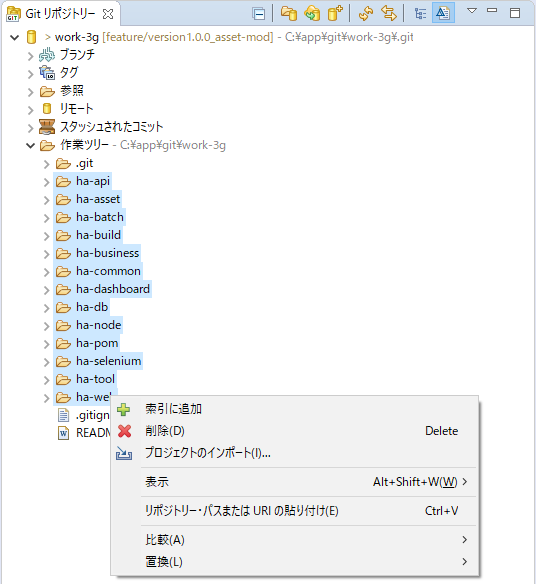 Git リポジトリー
> work-3g [feature/version1.0.0_asset-mod] - C:¥app¥git¥work-3g¥.git
ブランチ
タグ
参照
リモート
スタッシュされたコミット
作業ツリー - C:¥app¥git¥work-3g
.git
ha-api
ha-asset
ha-batch
ha-build
ha-business
ha-common
ha-dashboard
ha-db
ha-node
ha-pom
ha-selenium
ha-tool
ha-we
.gitign
READM
索引に追加
削除(D) Delete
プロジェクトのインポート(I)...
表示 Alt+Shift+W(W) >
リポジトリー・パスまたは URI の貼り付け(E) Ctrl+V
比較(A) >
置換(L) >